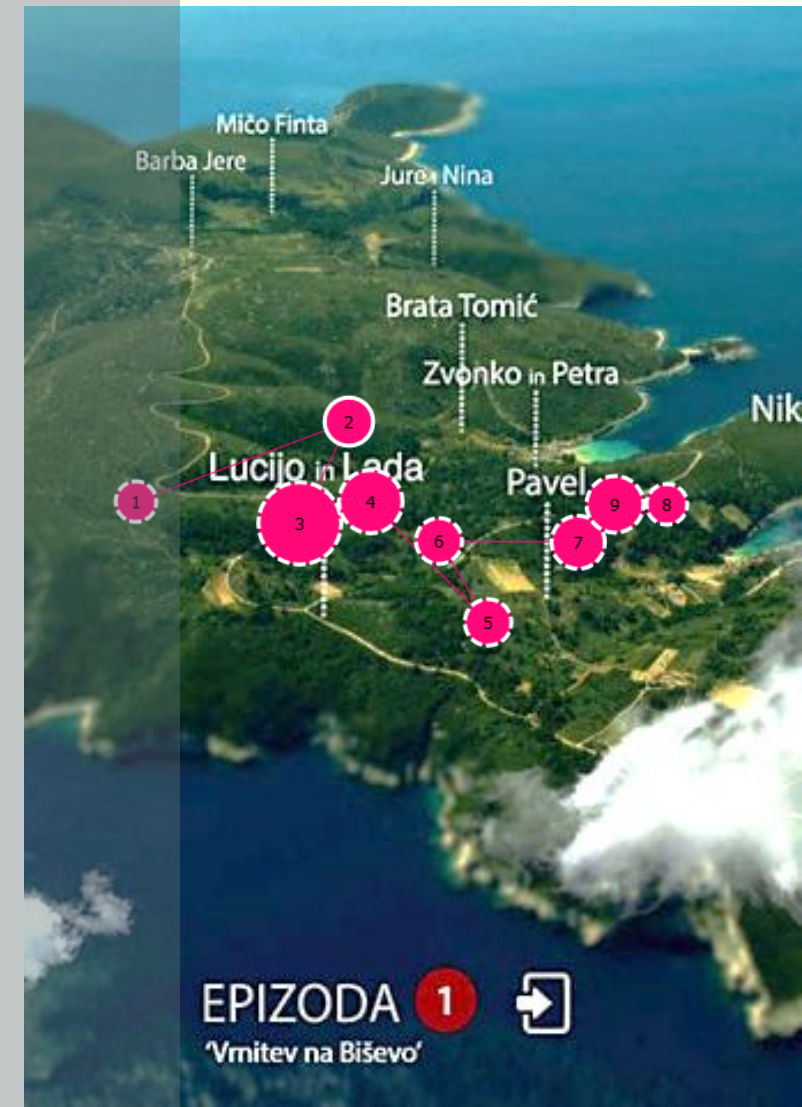 Mičo Finta
Barba Jere
Jure i Nina
Brata Tomić
Zvonko in Petra
Nik
Lucijo in Lada
Pavel
2
1
4
3
9
8
6
7
5
EPIZODA 1
‘Vrnitev na Biševo’